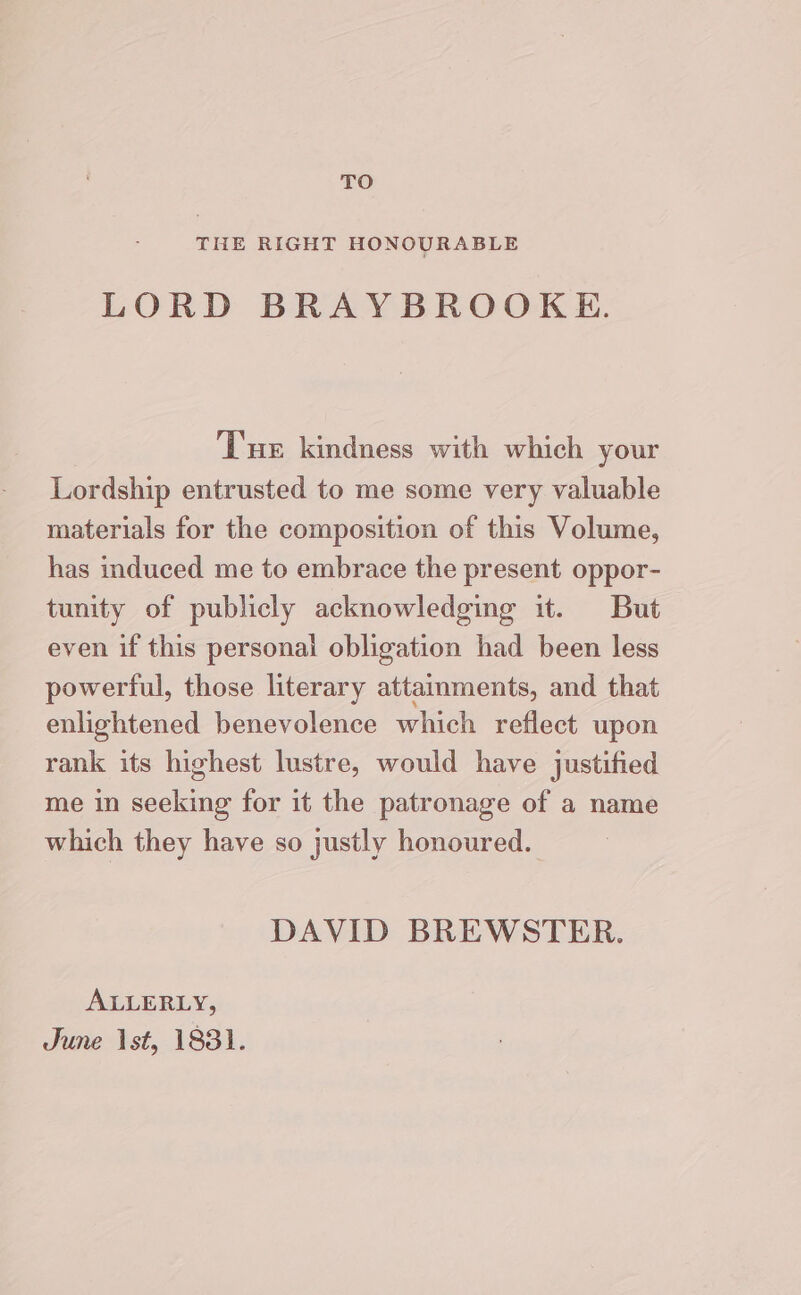 TO
THE RIGHT HONOURABLE
LORD BRAYBROOKE.
THE kindness with which your
Lordship entrusted to me some very valuable
materials for the composition of this Volume,
has induced me to embrace the present oppor-
tunity of publicly acknowledging it. But
even if this personal obligation had been less
powerful, those literary attainments, and that
enlightened benevolence which reflect upon
rank its highest lustre, would have justified
me in seeking for it the patronage of a name
which they have so justly honoured.
DAVID BREWSTER.
ALLERLY,
June 1st, 1831.